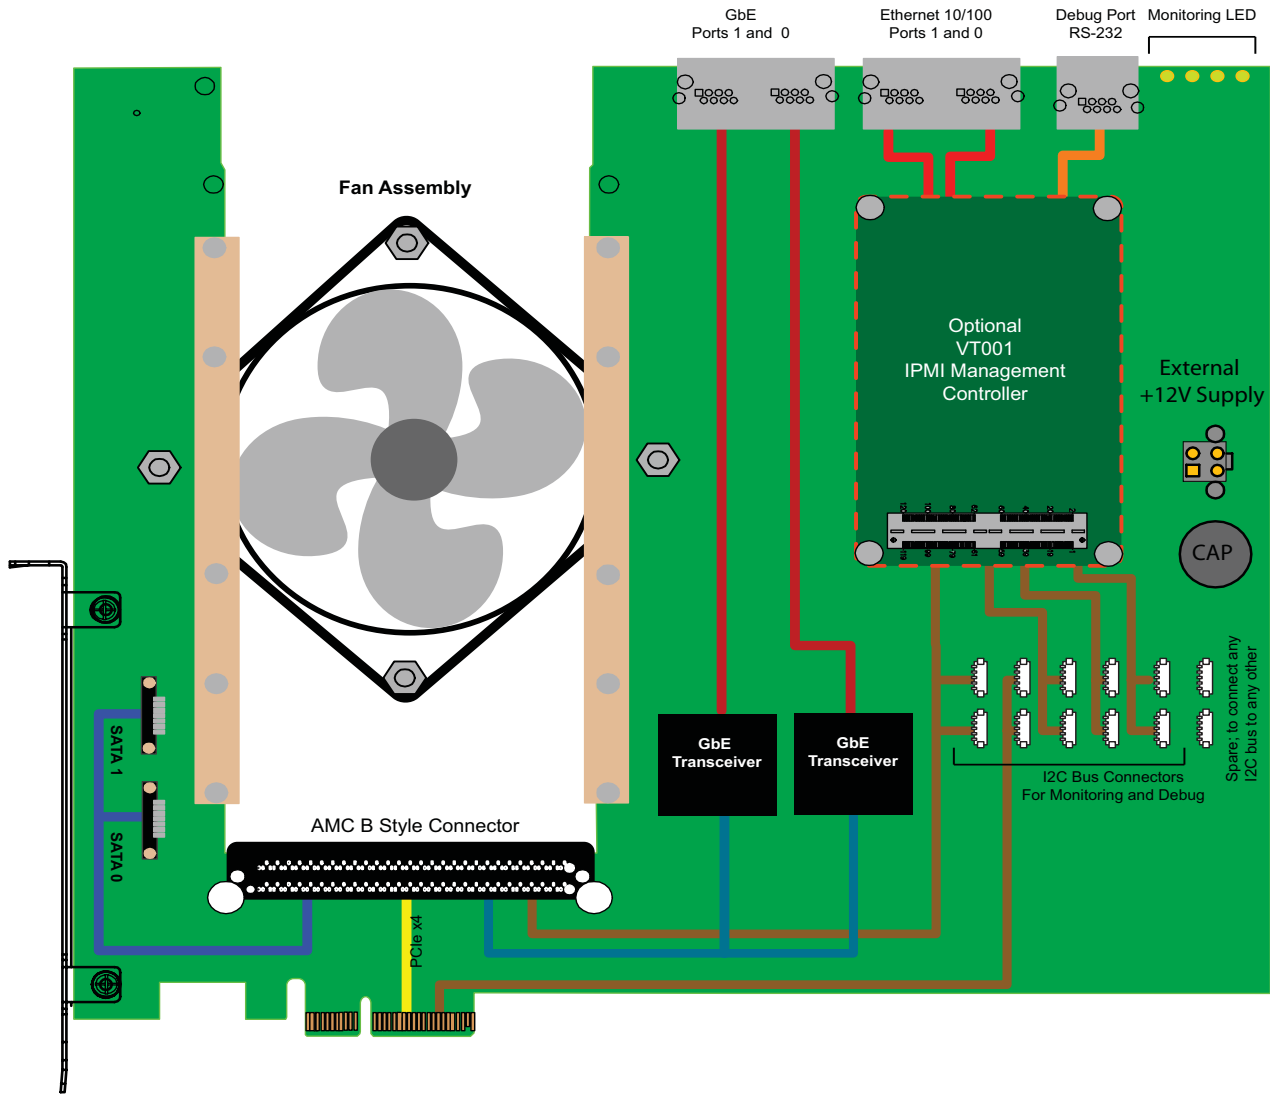 GbE
Ports 1 and 0
Ethernet 10/100
Ports 1 and 0
Debug Port
RS-232
Monitoring LED
Fan Assembly
Optional
VT001
IPMI Management
Controller
External
+12V Supply
CAP
SATA 1
SATA 0
GbE
Transceiver
GbE
Transceiver
I2C Bus Connectors
For Monitoring and Debug
Spare; to connect any
I2C bus to any other
AMC B Style Connector
PCIe x4